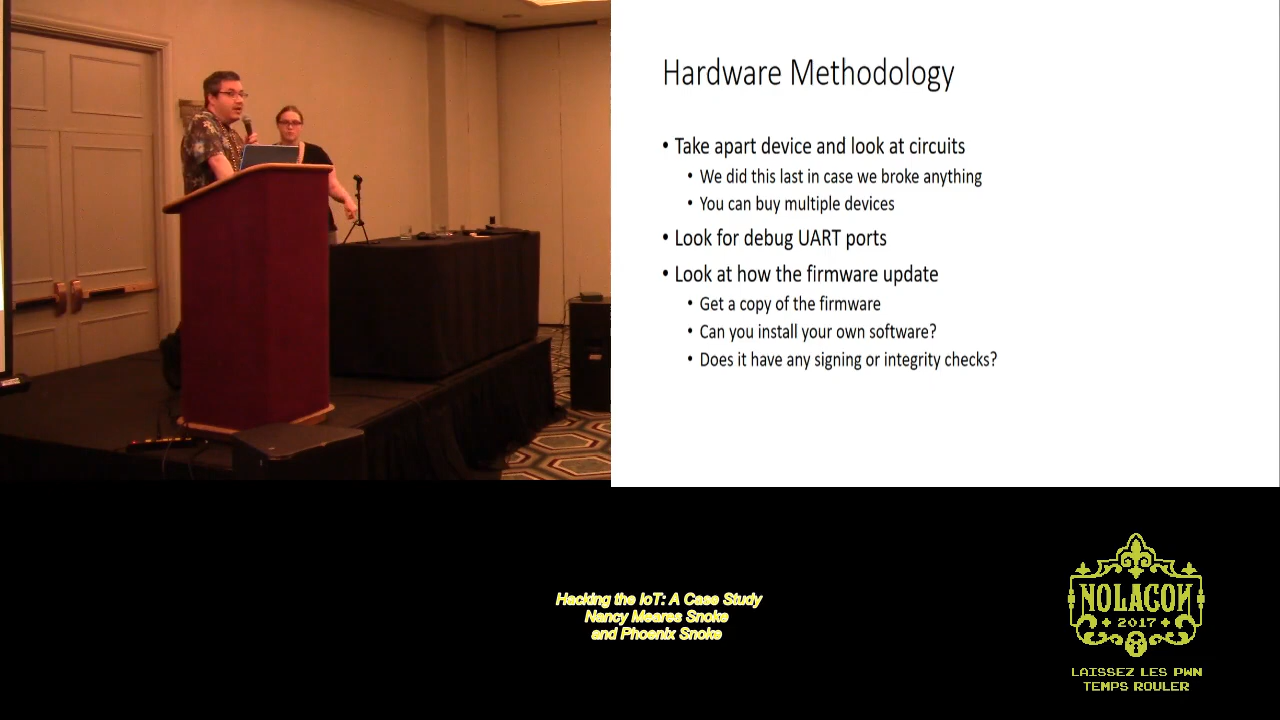 Hardware Methodology
• Take apart device and look at circuits
• We did this last in case we broke anything
• You can buy multiple devices
• Look for debug UART ports
• Look at how the firmware update
• Get a copy of the firmware
• Can you install your own software?
• Does it have any signing or integrity checks?
Hacking the IoT: A Case Study
Nancy Meares Snoke
and Phoenix Snoke
NOLACON
2017
LAISSEZ LES PWN
TEMPS ROULER